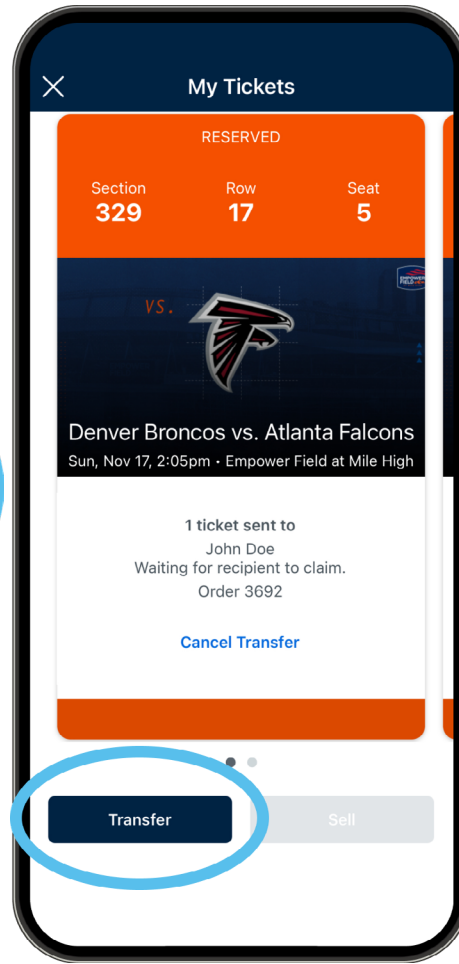 My Tickets
RESERVED
Section Row Seat
329 17 5
VS.
EMPOWER
FIELD
Denver Broncos vs. Atlanta Falcons
Sun, Nov 17, 2:05pm • Empower Field at Mile High
1 ticket sent to
John Doe
Waiting for recipient to claim.
Order 3692
Cancel Transfer
Transfer Sell